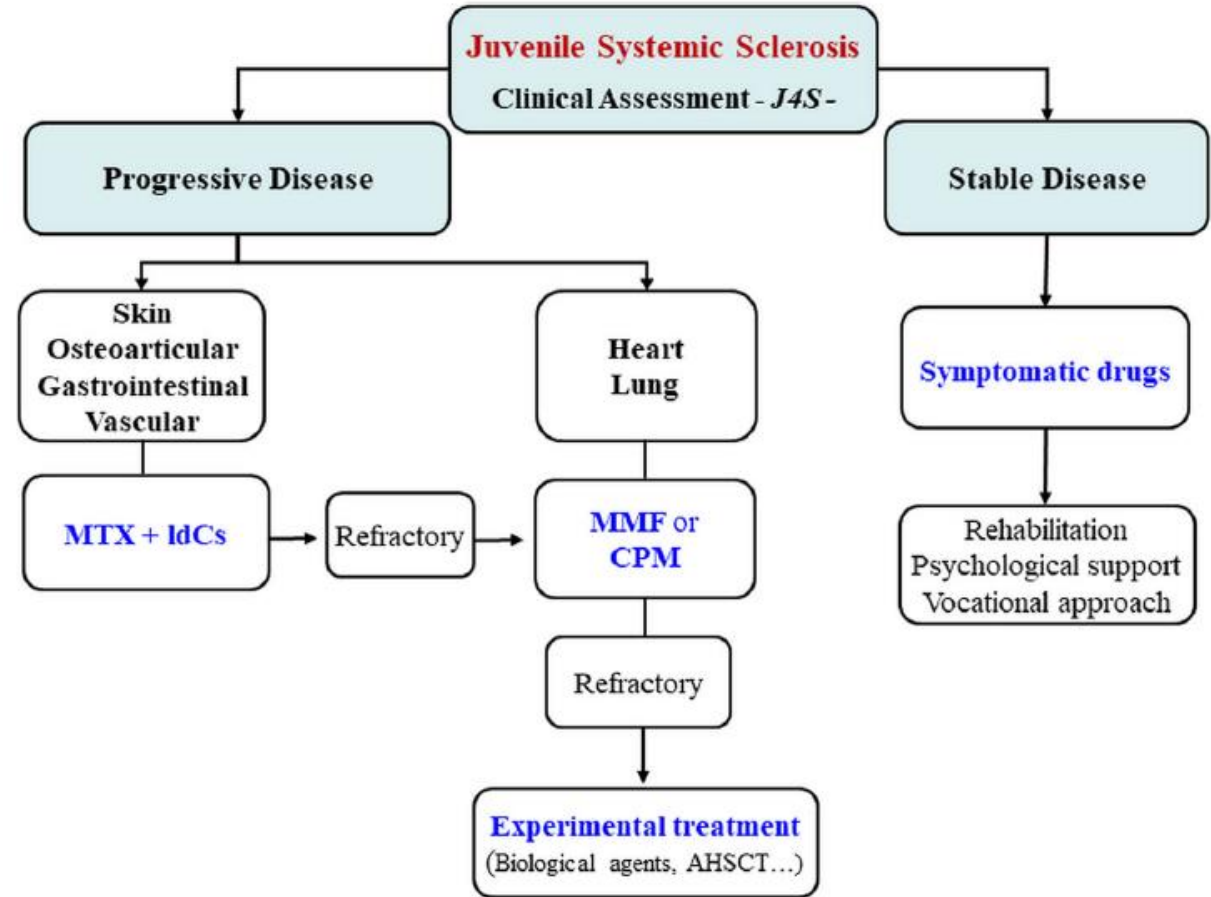 Juvenile Systemic Sclerosis
Clinical Assessment - J4S -
Progressive Disease
Stable Disease
Skin
Osteoarticular
Gastrointestinal
Vascular
Heart
Lung
Symptomatic drugs
MTX + ldCs
Refractory
MMF or
CPM
Rehabilitation
Psychological support
Vocational approach
Refractory
Experimental treatment
(Biological agents, AHSCT...)